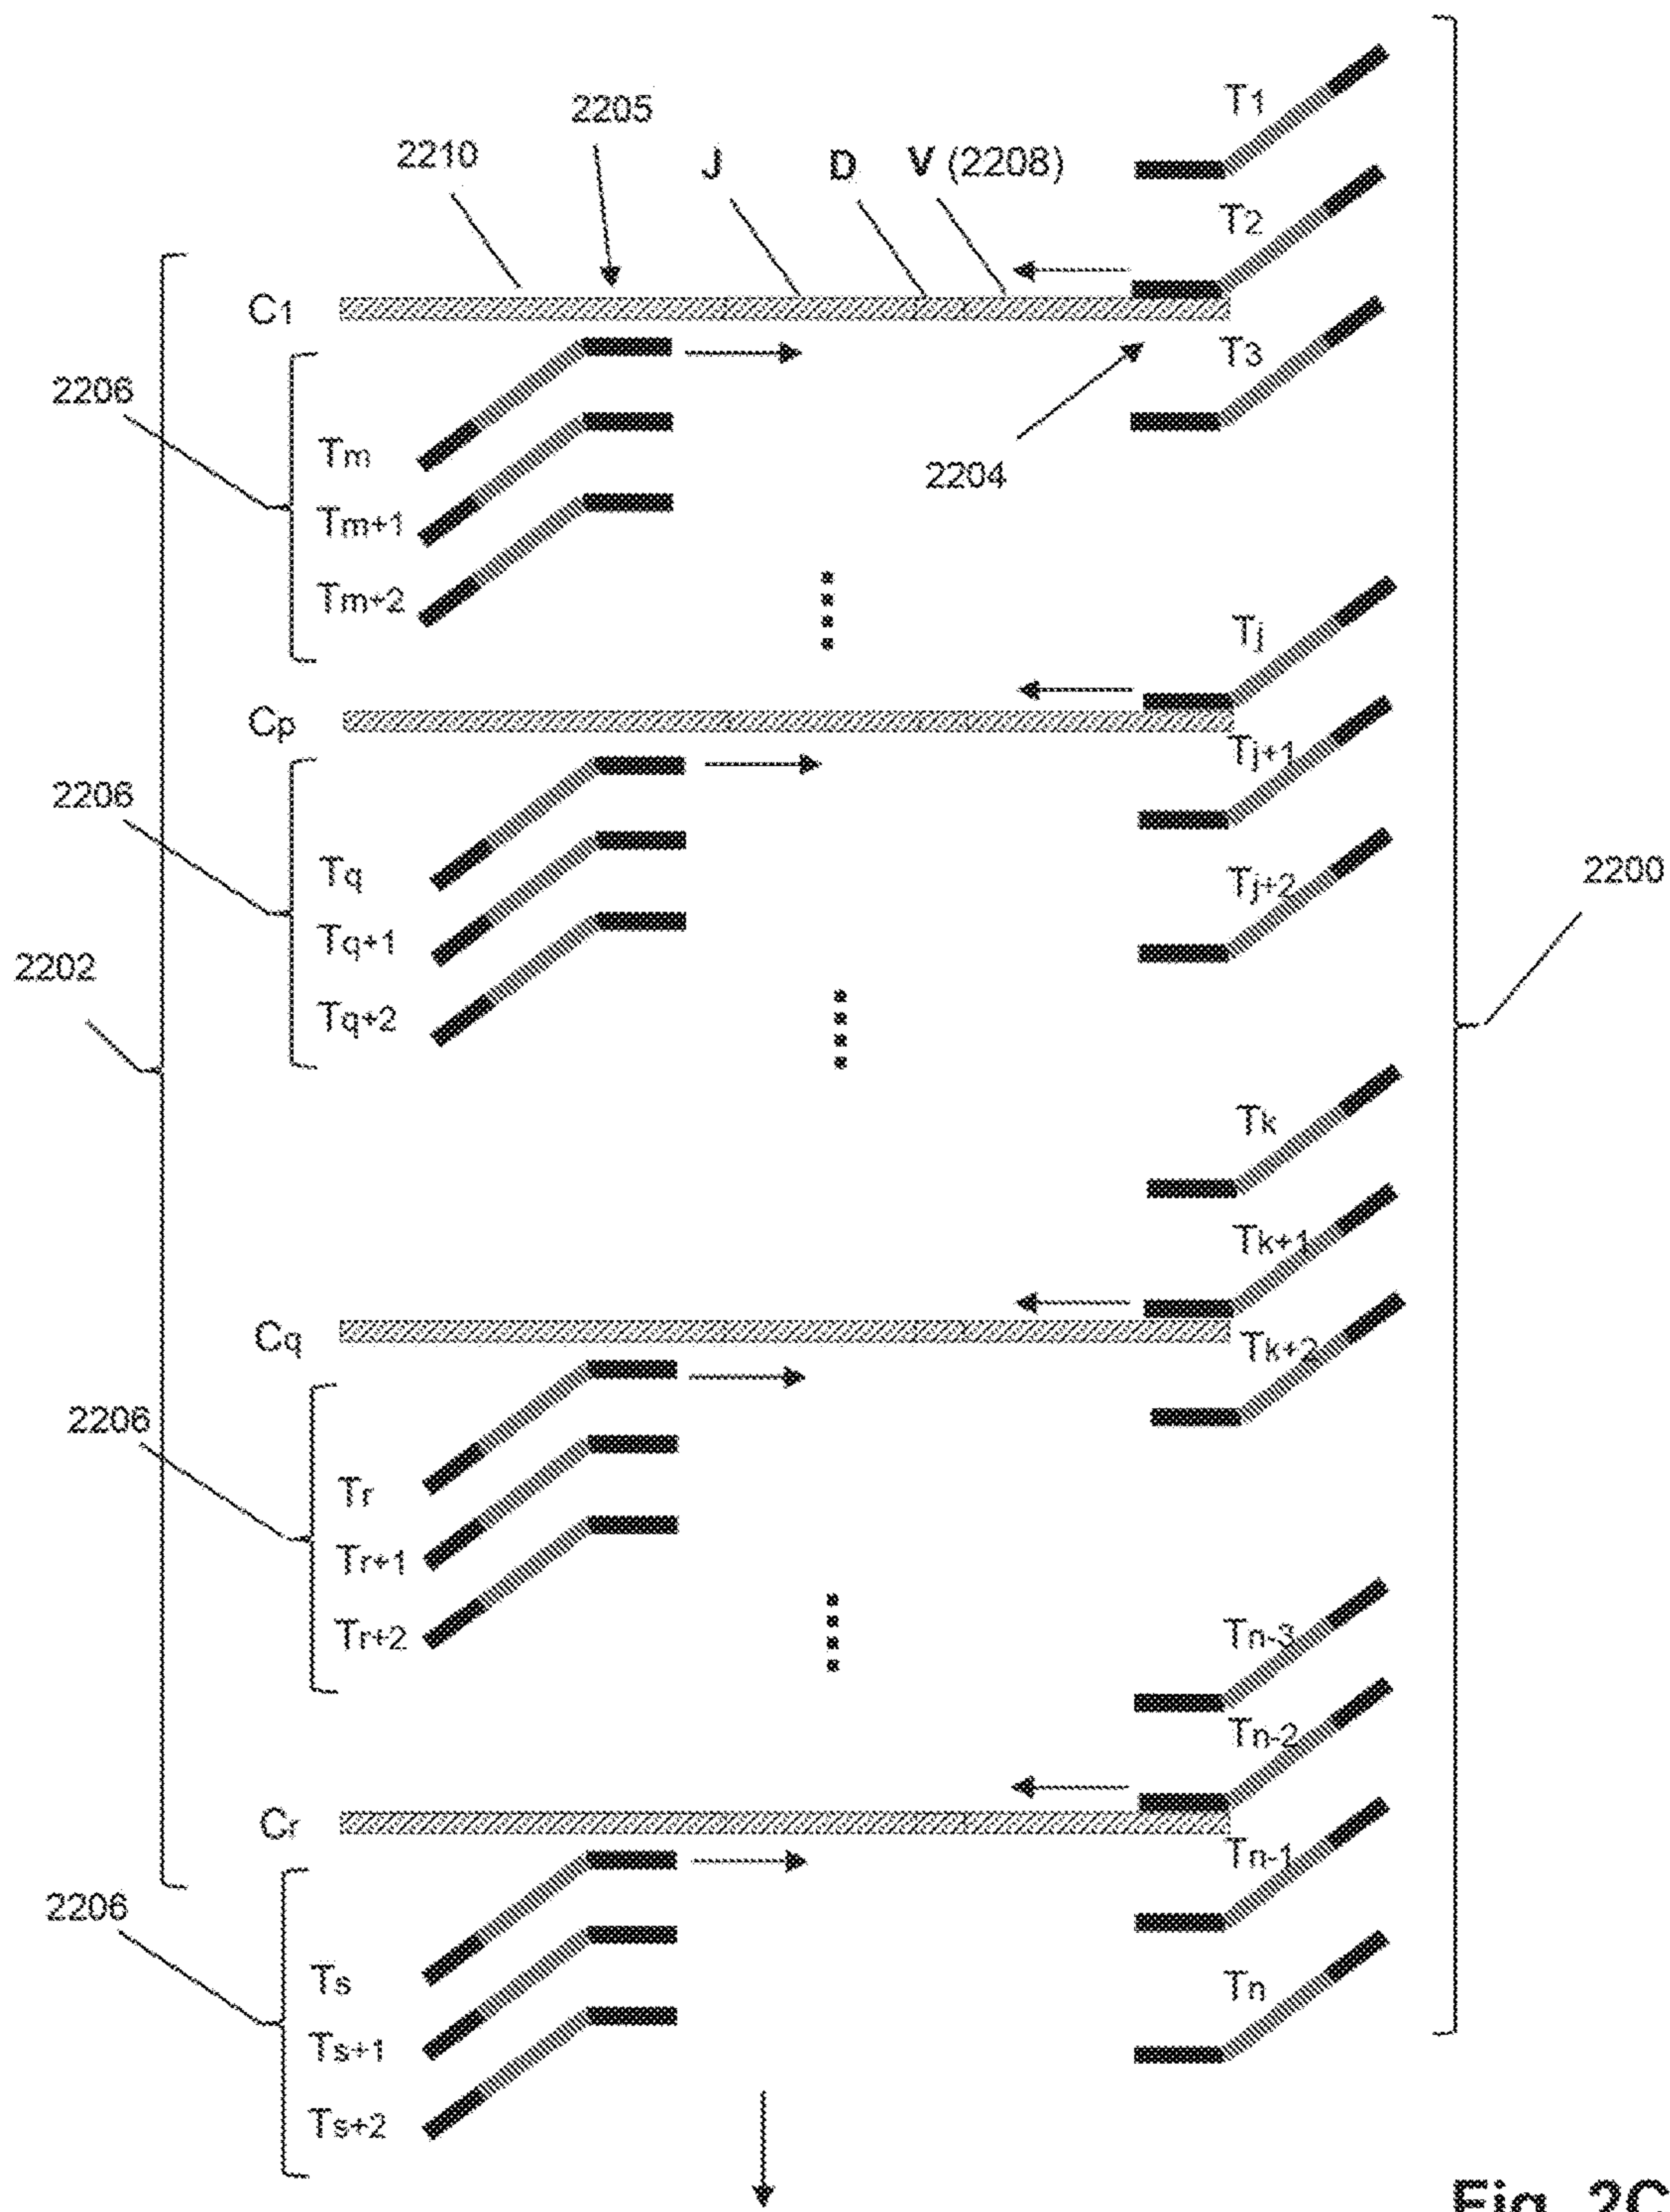 T1
2205
2210
J
D
V (2208)
T2
C1
T3
2206
Tm
2204
Tm+1
Tm+2
Tj
Cp
Tj+1
2206
Tq
Tj+2
2200
Tq+1
2202
Tq+2
Tk
Tk+1
Cq
Tk+2
2206
Tr
Tr+1
Tr+2
Tn-3
Tn-2
Cr
Tn-1
2206
Ts
Tn
Ts+1
Ts+2
Fig. 2C